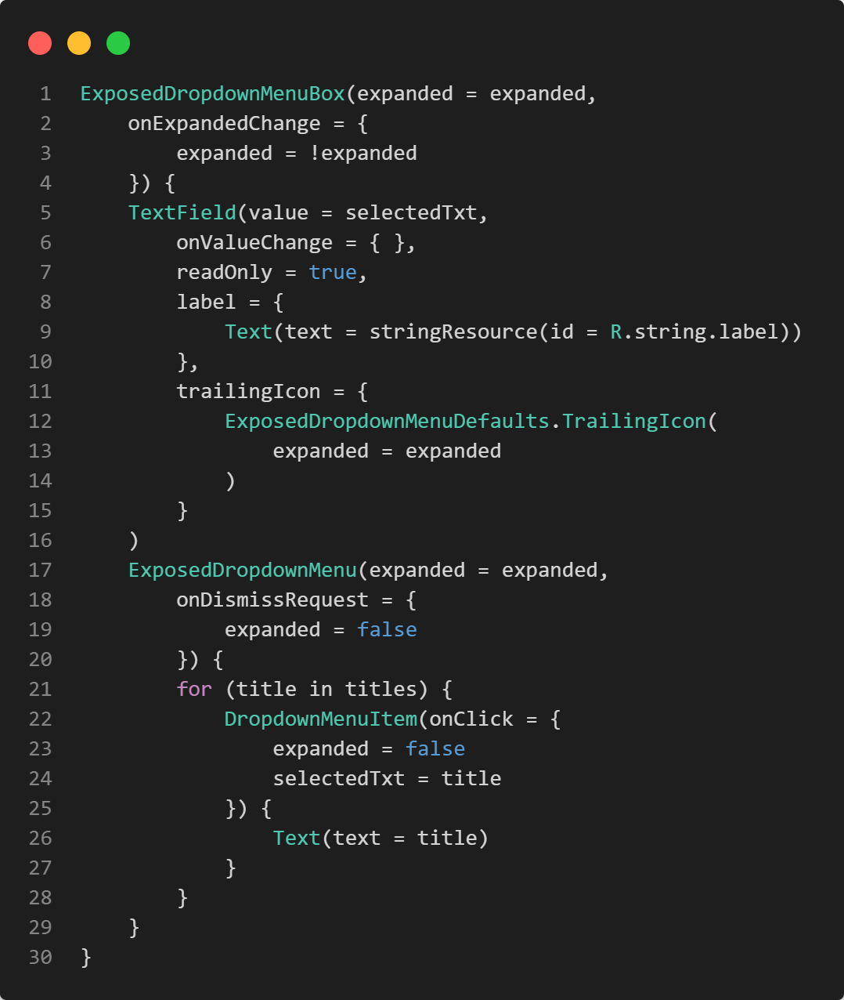 1 ExposedDropdownMenuBox(expanded = expanded,
2     onExpandedChange = {
3         expanded = !expanded
4     }) {
5     TextField(value = selectedTxt,
6         onValueChange = { },
7         readOnly = true,
8         label = {
9             Text(text = stringResource(id = R.string.label))
10         },
11         trailingIcon = {
12             ExposedDropdownMenuDefaults.TrailingIcon(
13                 expanded = expanded
14             )
15         }
16     )
17     ExposedDropdownMenu(expanded = expanded,
18         onDismissRequest = {
19             expanded = false
20         }) {
21         for (title in titles) {
22             DropdownMenuItem(onClick = {
23                 expanded = false
24                 selectedTxt = title
25             }) {
26                 Text(text = title)
27             }
28         }
29     }
30 }